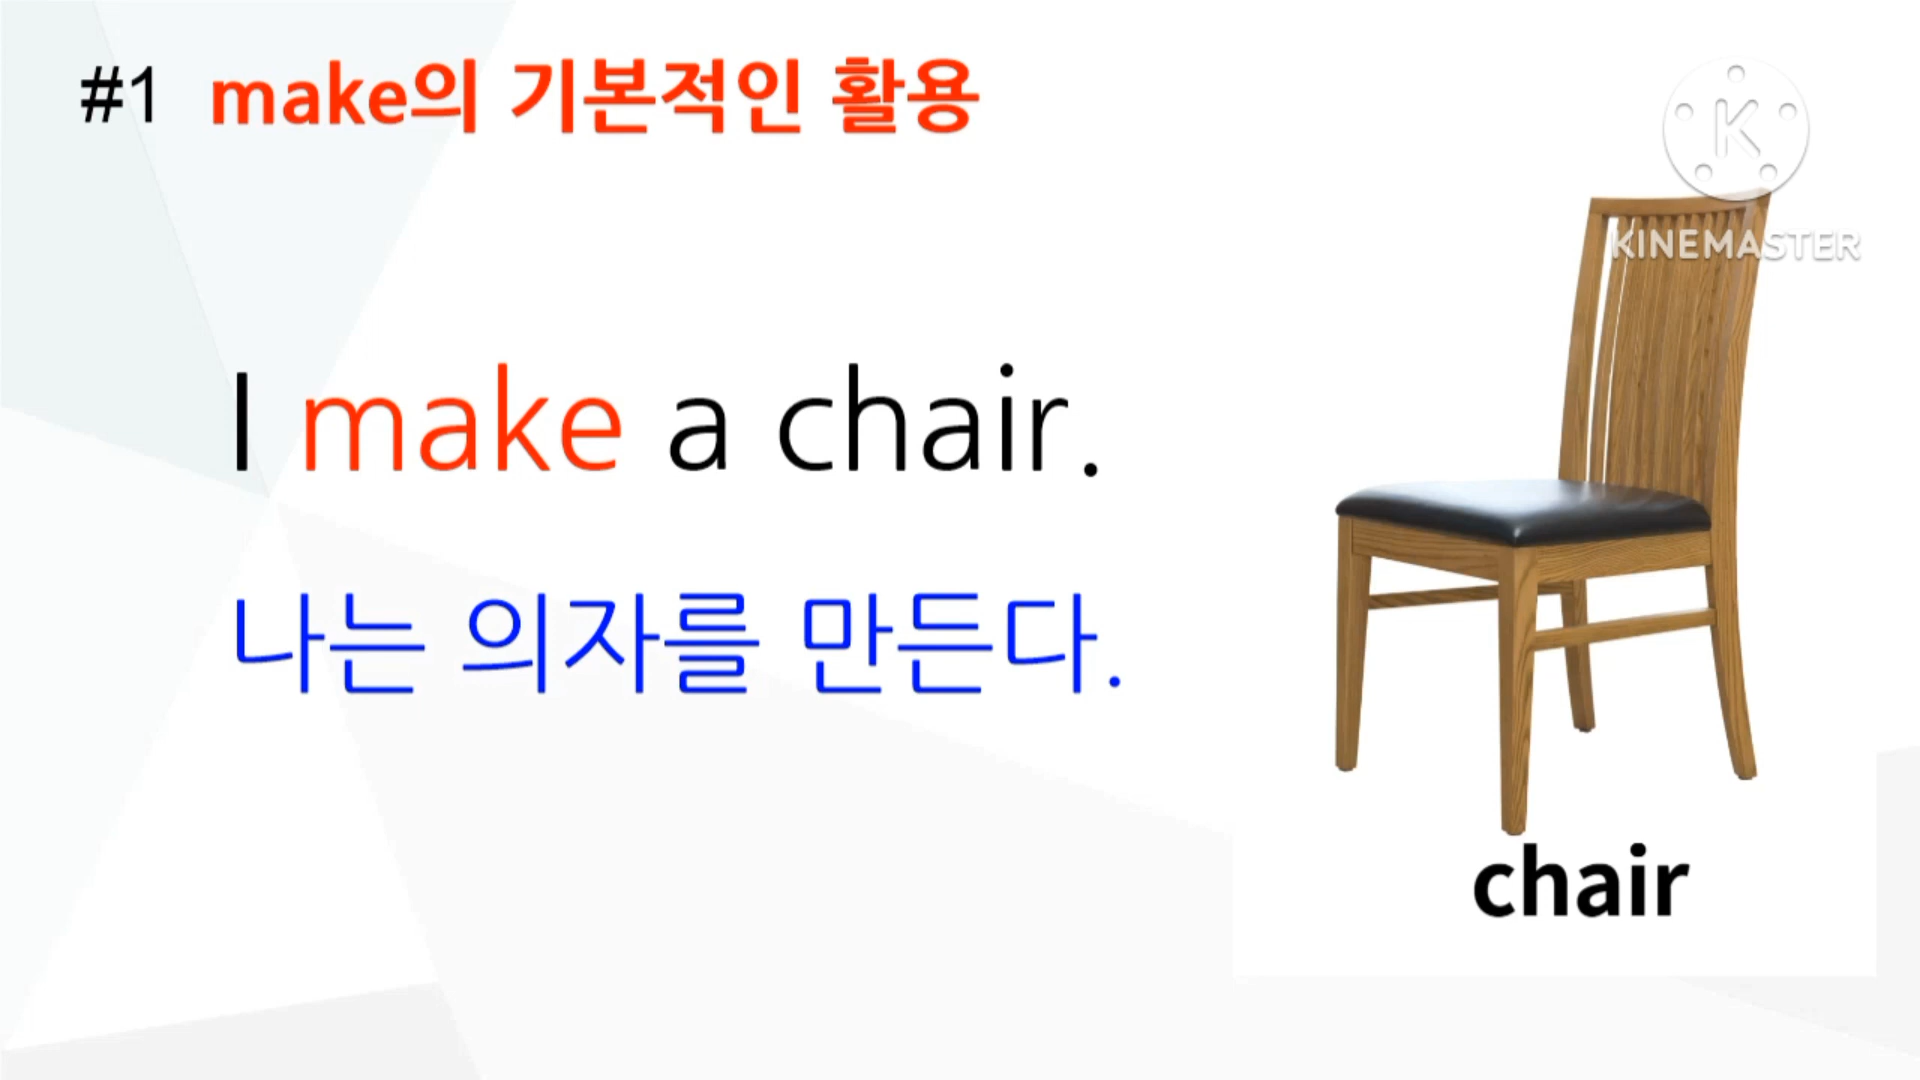 #1 make의 기본적인 활용
K
KINEMASTER
I make a chair.
나는 의자를 만든다.
chair